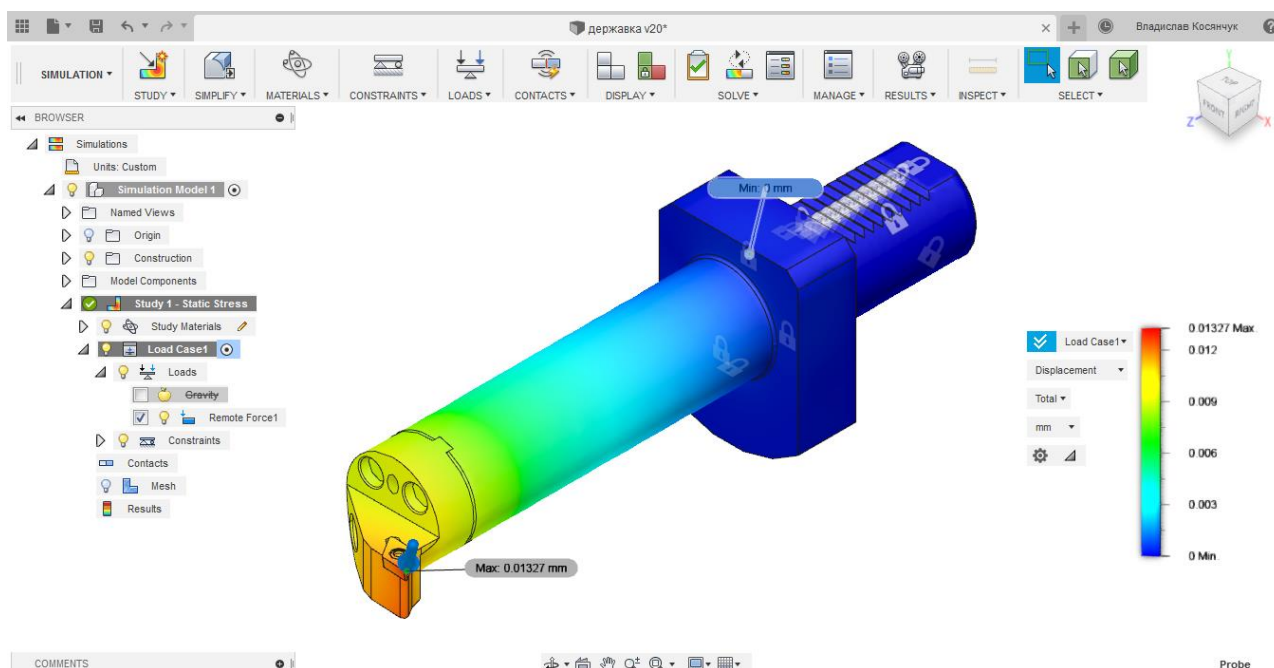 державка v20*
Владислав Косянчук
SIMULATION
STUDY
SIMPLIFY
MATERIALS
CONSTRAINTS
LOADS
CONTACTS
DISPLAY
SOLVE
MANAGE
RESULTS
INSPECT
SELECT
BROWSER
Simulations
Units: Custom
Simulation Model 1
Named Views
Origin
Construction
Model Components
Study 1 - Static Stress
Study Materials
Load Case1
Loads
Gravity
Remote Force1
Constraints
Contacts
Mesh
Results
Min: 0 mm
Max: 0.01327 mm
Load Case1
Displacement
Total
mm
0.01327 Max.
0.012
0.009
0.006
0.003
0 Min.
Y
FRONT
RIGHT
Z
X
COMMENTS
Probe